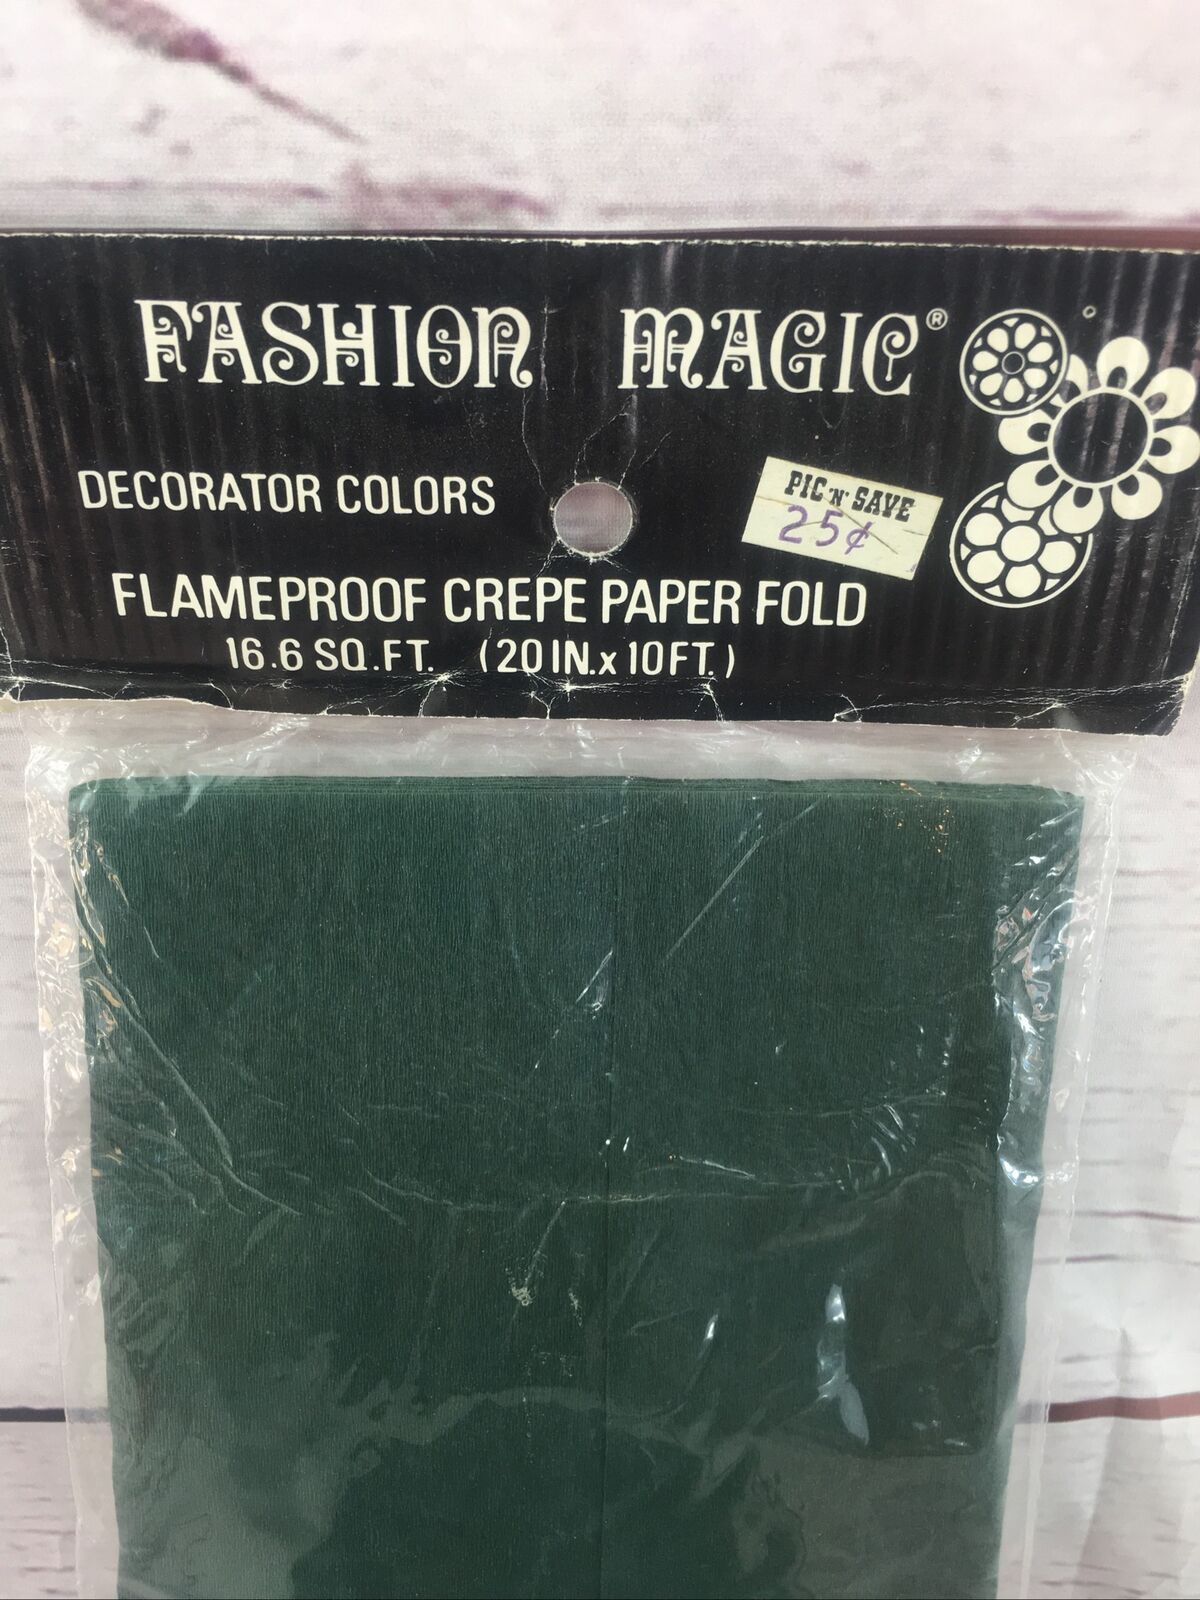 FASHION MAGIC®
DECORATOR COLORS
PIC 'N' SAVE
25¢
FLAMEPROOF CREPE PAPER FOLD
16.6 SQ.FT. (20 IN. x 10 FT.)